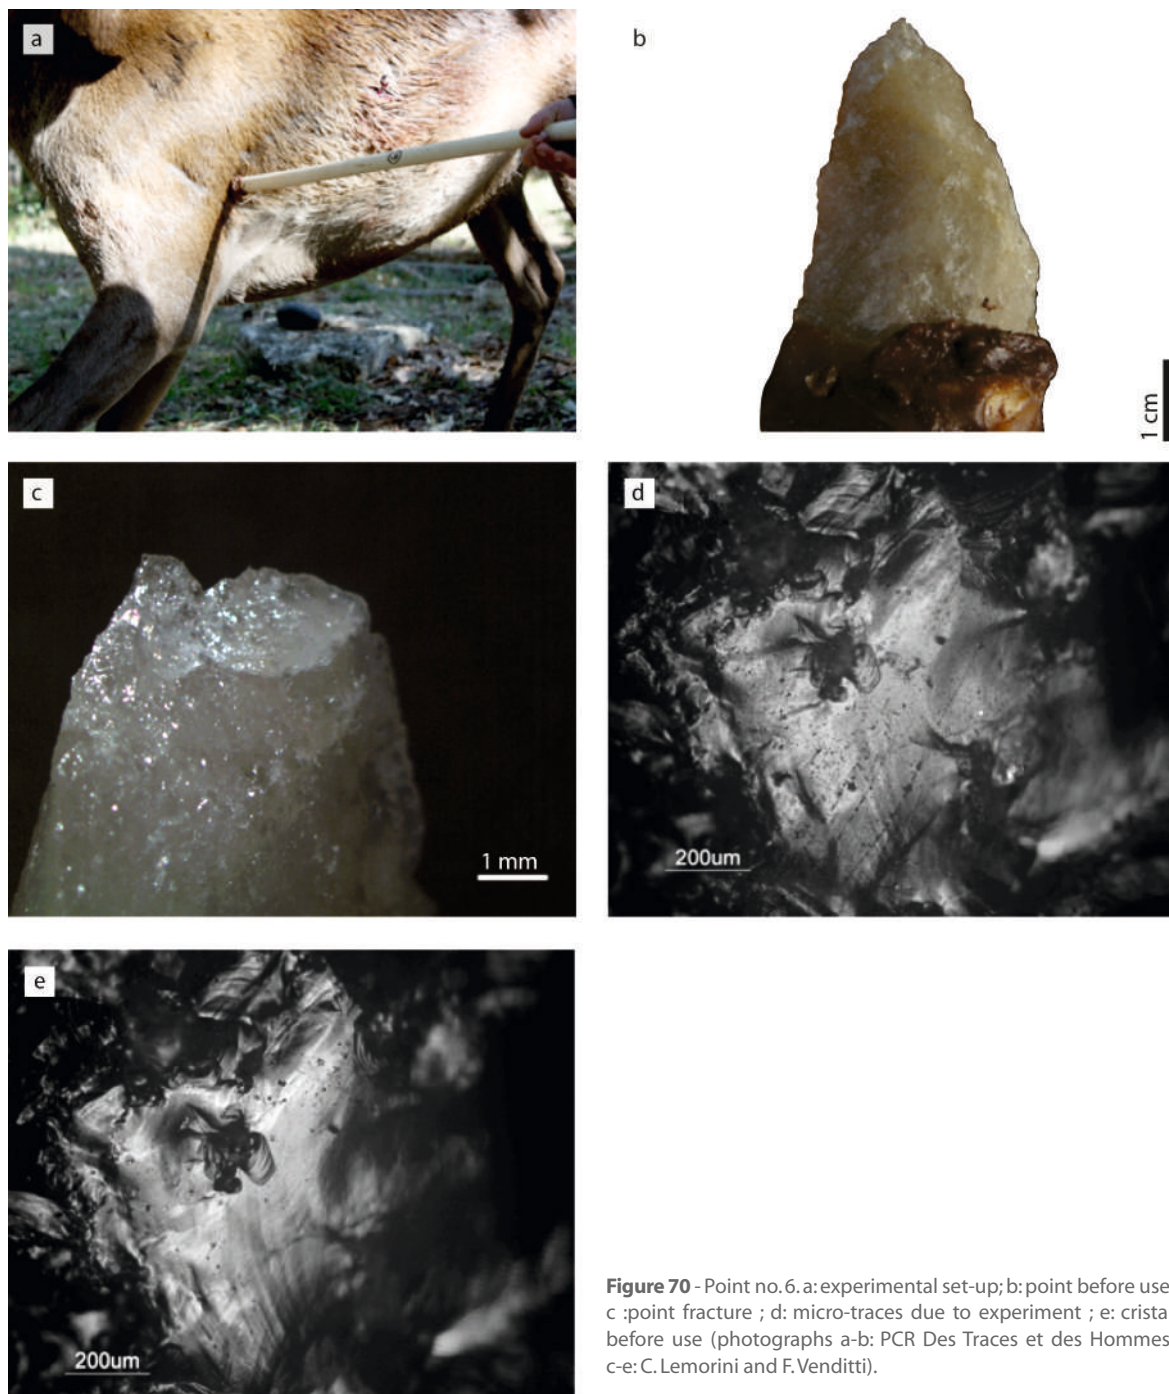 a
b
1 cm
c
1 mm
d
200um
e
200um
Figure 70 - Point no. 6. a: experimental set-up; b: point before use
c :point fracture ; d: micro-traces due to experiment ; e: crista
before use (photographs a-b: PCR Des Traces et des Hommes
c-e: C. Lemorini and F. Venditti).